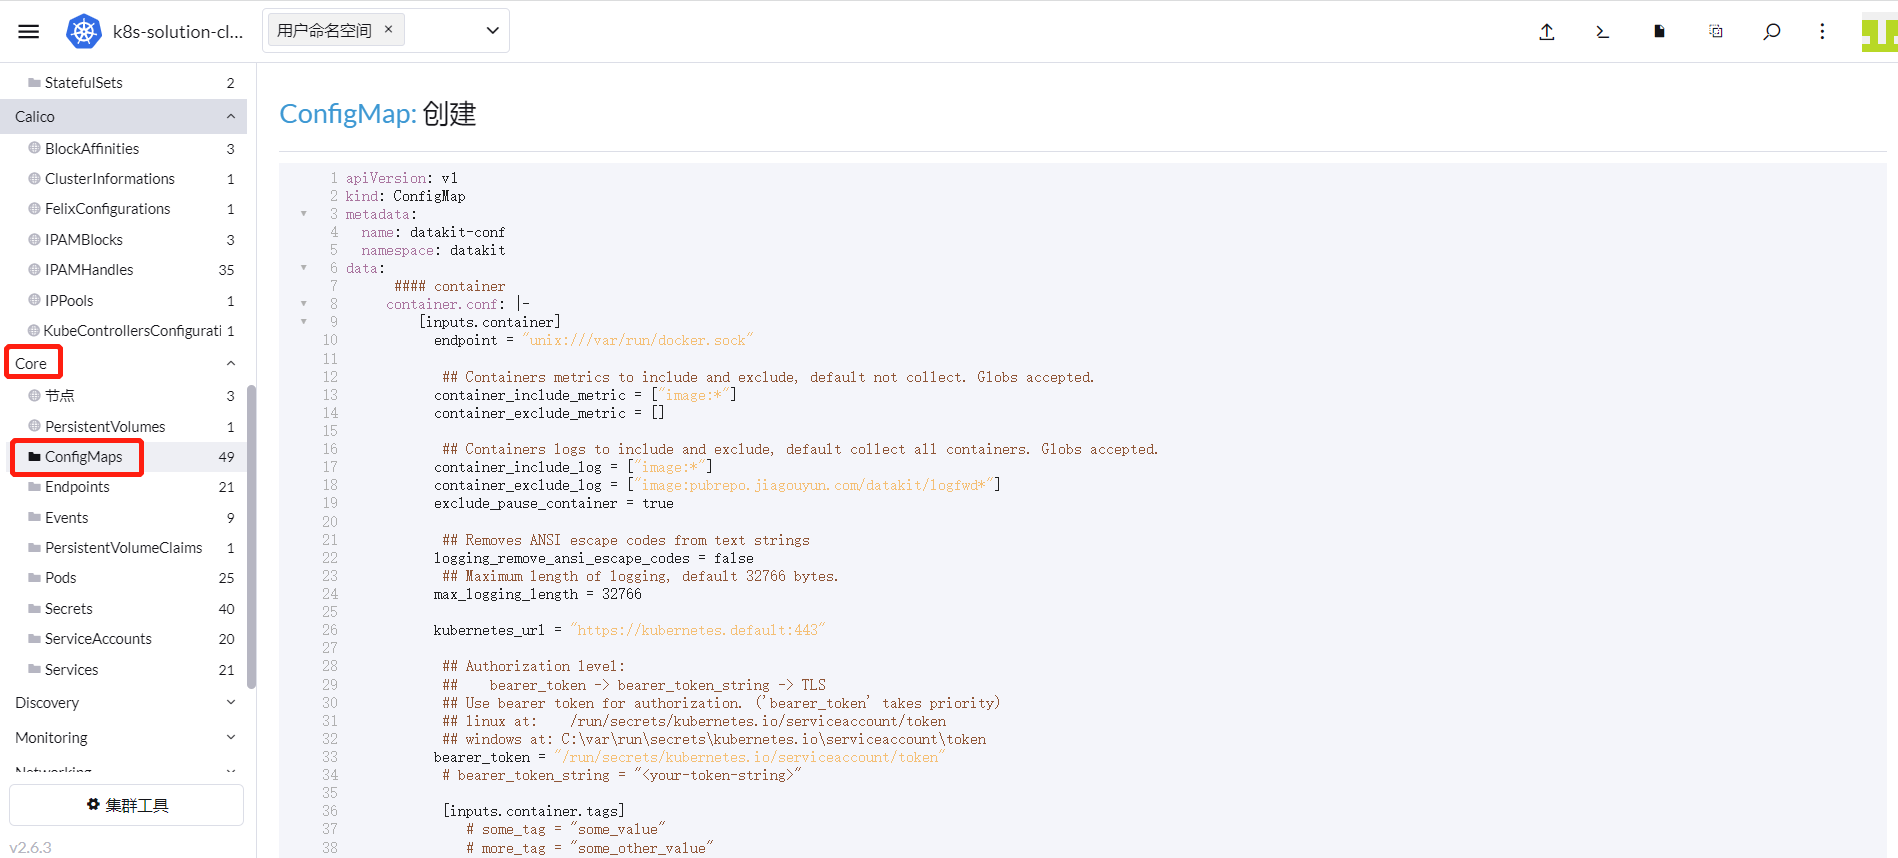 k8s-solution-cl...
用户命名空间 ×
StatefulSets 2
Calico
BlockAffinities 3
ClusterInformations 1
FelixConfigurations 1
IPAMBlocks 3
IPAMHandles 35
IPPools 1
KubeControllersConfigurati 1
Core
节点 3
PersistentVolumes 1
ConfigMaps 49
Endpoints 21
Events 9
PersistentVolumeClaims 1
Pods 25
Secrets 40
ServiceAccounts 20
Services 21
Discovery
Monitoring
Networking
集群工具
v2.6.3
ConfigMap: 创建
1 apiVersion: v1
2 kind: ConfigMap
3 metadata:
4 name: datakit-conf
5 namespace: datakit
6 data:
7 #### container
8 container.conf: |-
9 [inputs.container]
10 endpoint = "unix:///var/run/docker.sock"
11
12 ## Containers metrics to include and exclude, default not collect. Globs accepted.
13 container_include_metric = ["image:*"]
14 container_exclude_metric = []
15
16 ## Containers logs to include and exclude, default collect all containers. Globs accepted.
17 container_include_log = ["image:*"]
18 container_exclude_log = ["image:pubrepo.jiagouyun.com/datakit/logfwd*"]
19 exclude_pause_container = true
20
21 ## Removes ANSI escape codes from text strings
22 logging_remove_ansi_escape_codes = false
23 ## Maximum length of logging, default 32766 bytes.
24 max_logging_length = 32766
25
26 kubernetes_url = "https://kubernetes.default:443"
27
28 ## Authorization level:
29 ## bearer_token -> bearer_token_string -> TLS
30 ## Use bearer token for authorization. ('bearer_token' takes priority)
31 ## linux at: /run/secrets/kubernetes.io/serviceaccount/token
32 ## windows at: C:\var\run\secrets\kubernetes.io\serviceaccount\token
33 bearer_token = "/run/secrets/kubernetes.io/serviceaccount/token"
34 # bearer_token_string = "<your-token-string>"
35
36 [inputs.container.tags]
37 # some_tag = "some_value"
38 # more_tag = "some_other_value"